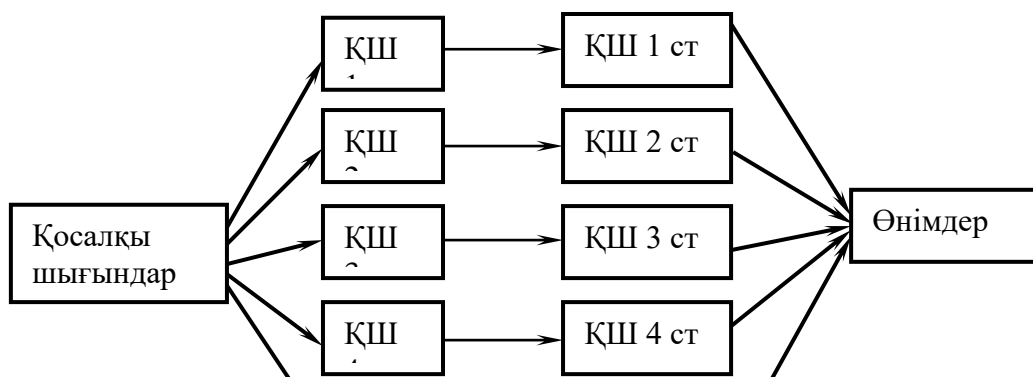 ҚШ
ҚШ 1 ст
ҚШ
ҚШ 2 ст
Қосалқы
шығындар
ҚШ
ҚШ 3 ст
Өнімдер
ҚШ
ҚШ 4 ст